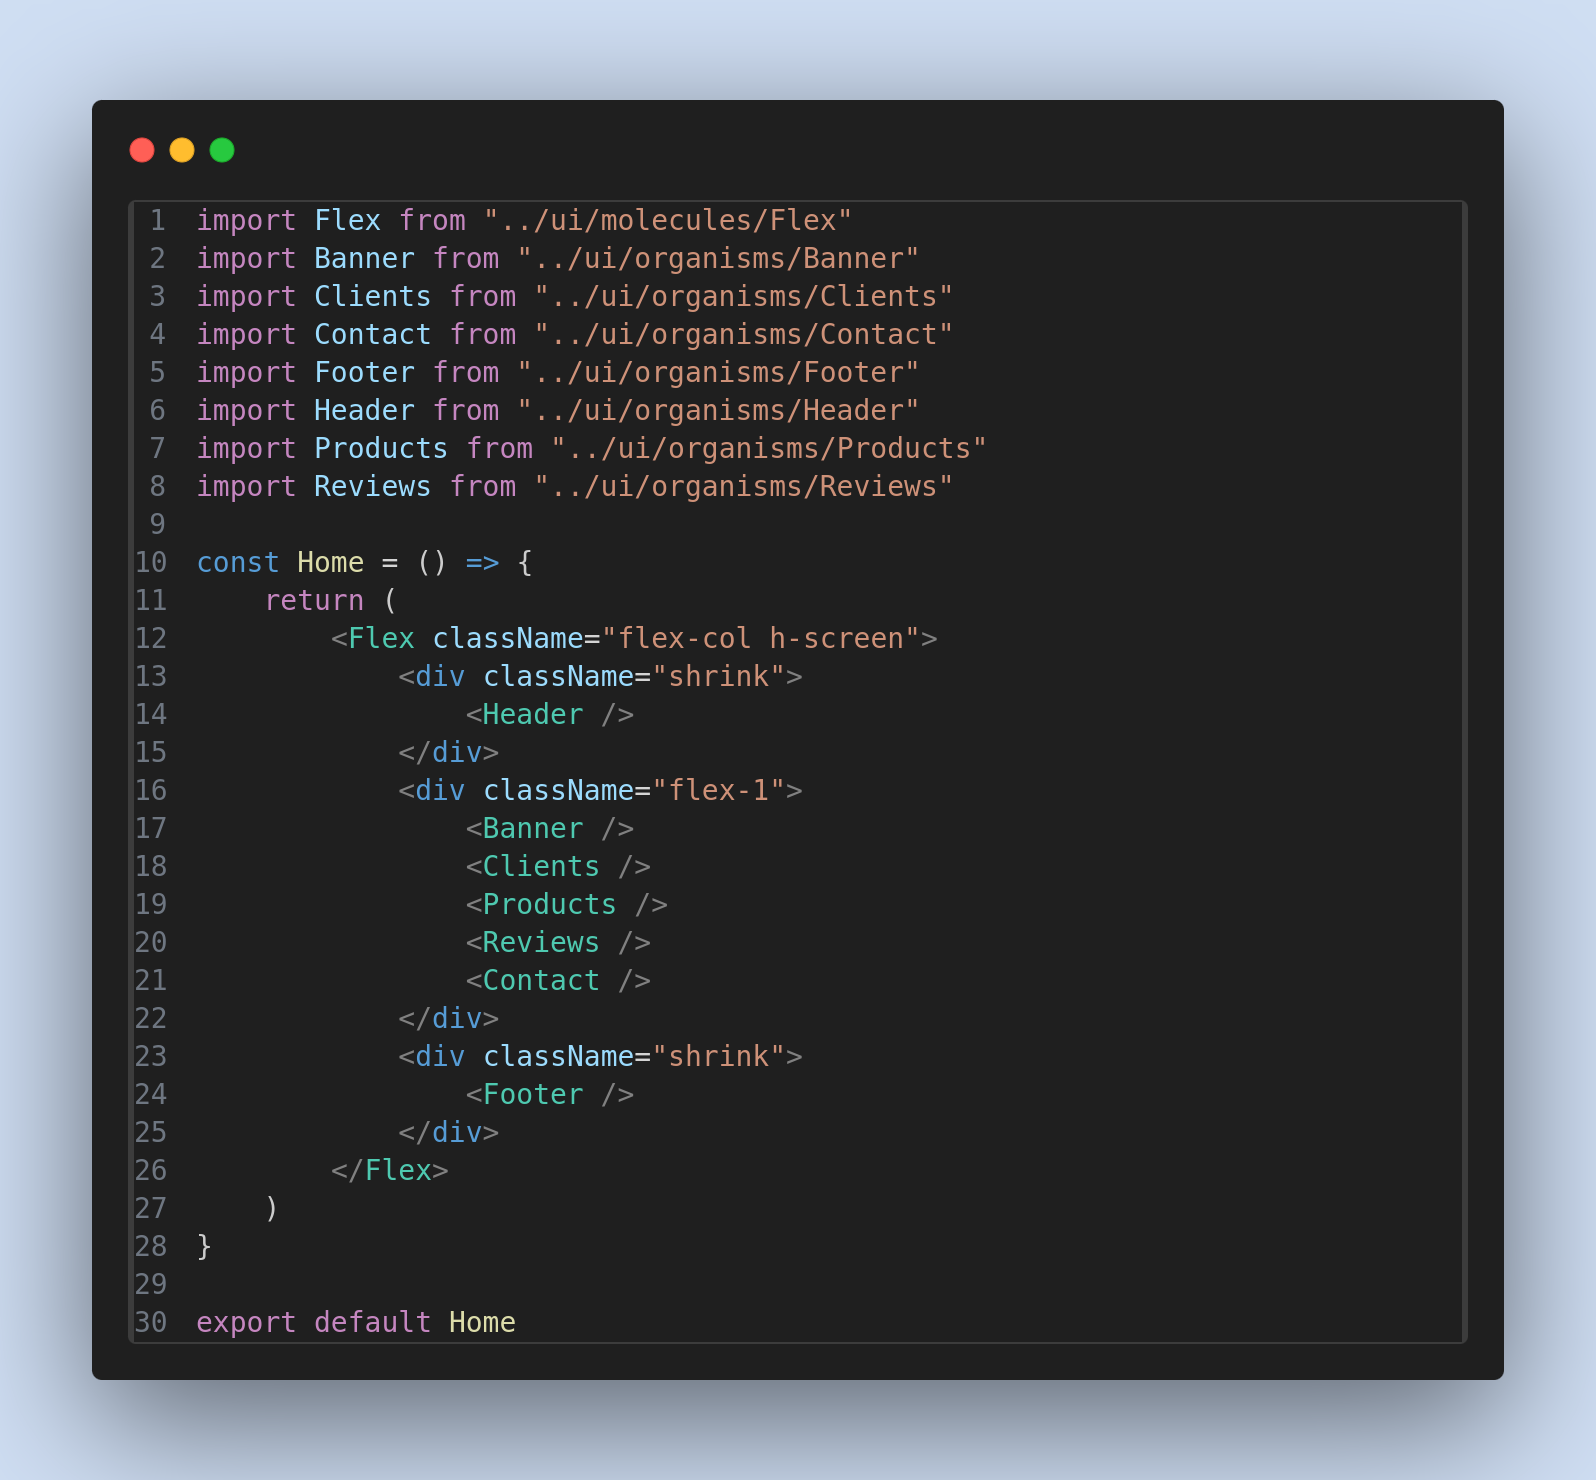 1 import Flex from "../ui/molecules/Flex"
2 import Banner from "../ui/organisms/Banner"
3 import Clients from "../ui/organisms/Clients"
4 import Contact from "../ui/organisms/Contact"
5 import Footer from "../ui/organisms/Footer"
6 import Header from "../ui/organisms/Header"
7 import Products from "../ui/organisms/Products"
8 import Reviews from "../ui/organisms/Reviews"
9
10 const Home = () => {
11     return (
12         <Flex className="flex-col h-screen">
13             <div className="shrink">
14                 <Header />
15             </div>
16             <div className="flex-1">
17                 <Banner />
18                 <Clients />
19                 <Products />
20                 <Reviews />
21                 <Contact />
22             </div>
23             <div className="shrink">
24                 <Footer />
25             </div>
26         </Flex>
27     )
28 }
29
30 export default Home